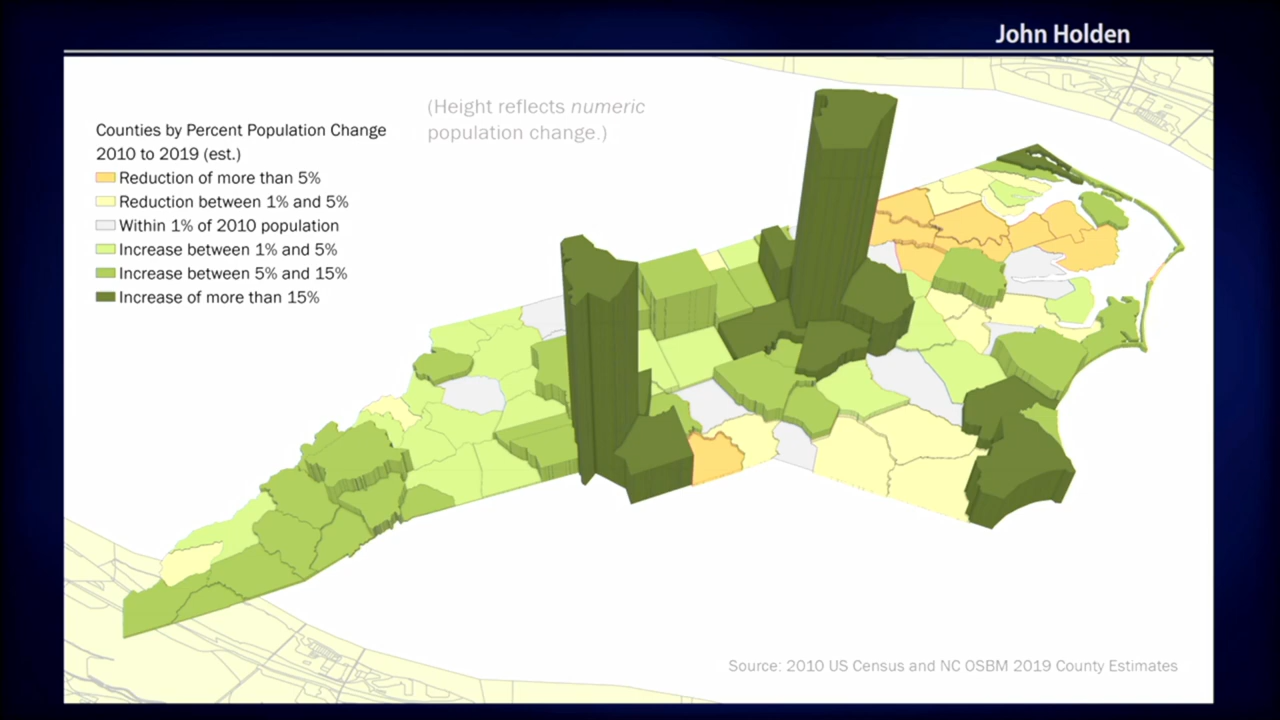 John Holden
(Height reflects numeric
population change.)
Counties by Percent Population Change
2010 to 2019 (est.)
Reduction of more than 5%
Reduction between 1% and 5%
Within 1% of 2010 population
Increase between 1% and 5%
Increase between 5% and 15%
Increase of more than 15%
Source: 2010 US Census and NC OSBM 2019 County Estimates